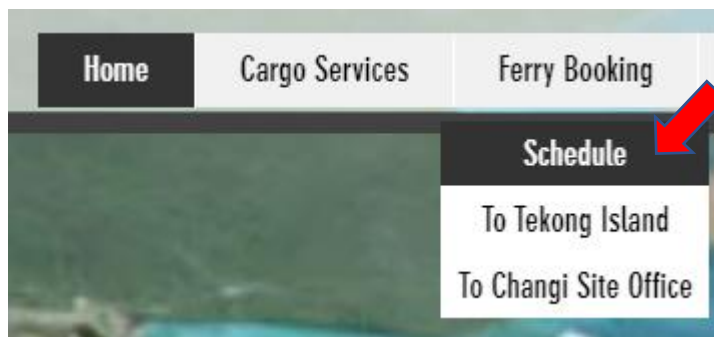 Home Cargo Services Ferry Booking
Schedule
To Tekong Island
To Changi Site Office